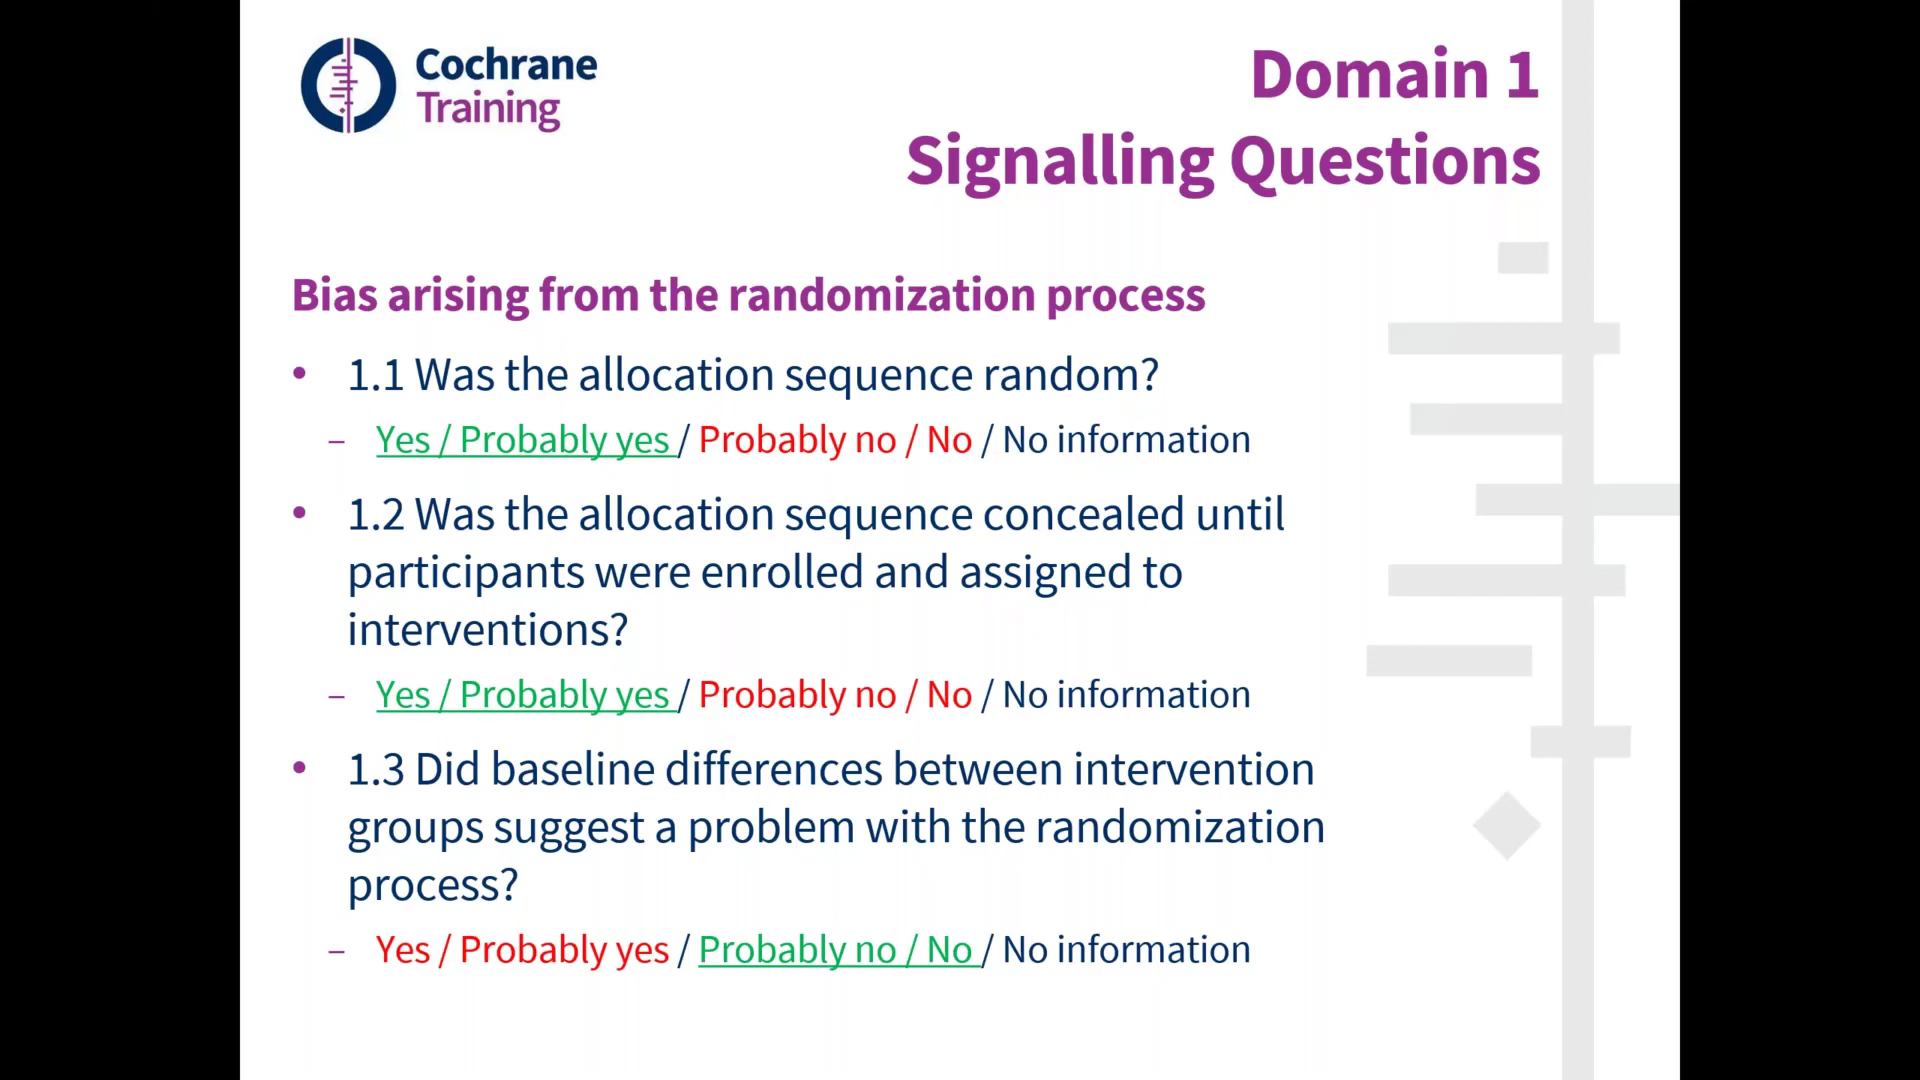 Cochrane
Training
Domain 1
Signalling Questions
Bias arising from the randomization process
• 1.1 Was the allocation sequence random?
– Yes / Probably yes / Probably no / No / No information
• 1.2 Was the allocation sequence concealed until
participants were enrolled and assigned to
interventions?
– Yes / Probably yes / Probably no / No / No information
• 1.3 Did baseline differences between intervention
groups suggest a problem with the randomization
process?
– Yes / Probably yes / Probably no / No / No information